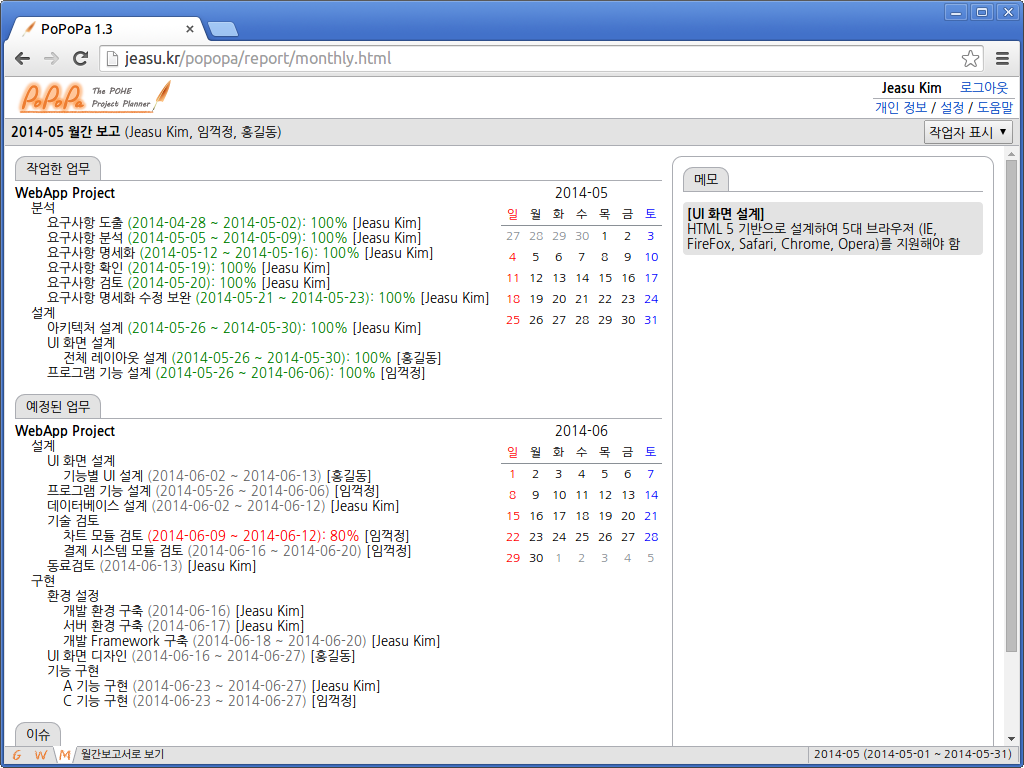 PoPoPa 1.3
jeasu.kr/popopa/report/monthly.html
PoPoPa The POHE Project Planner
Jeasu Kim 로그아웃
개인 정보 / 설정 / 도움말
2014-05 월간 보고 (Jeasu Kim, 임꺽정, 홍길동)
작업자 표시 ▼
작업한 업무
WebApp Project
분석
요구사항 도출 (2014-04-28 ~ 2014-05-02): 100% [Jeasu Kim]
요구사항 분석 (2014-05-05 ~ 2014-05-09): 100% [Jeasu Kim]
요구사항 명세화 (2014-05-12 ~ 2014-05-16): 100% [Jeasu Kim]
요구사항 확인 (2014-05-19): 100% [Jeasu Kim]
요구사항 검토 (2014-05-20): 100% [Jeasu Kim]
요구사항 명세화 수정 보완 (2014-05-21 ~ 2014-05-23): 100% [Jeasu Kim]
설계
아키텍처 설계 (2014-05-26 ~ 2014-05-30): 100% [Jeasu Kim]
UI 화면 설계
전체 레이아웃 설계 (2014-05-26 ~ 2014-05-30): 100% [홍길동]
프로그램 기능 설계 (2014-05-26 ~ 2014-06-06): 100% [임꺽정]
2014-05
일 월 화 수 목 금 토
27 28 29 30 1 2 3
4 5 6 7 8 9 10
11 12 13 14 15 16 17
18 19 20 21 22 23 24
25 26 27 28 29 30 31
예정된 업무
WebApp Project
설계
UI 화면 설계
기능별 UI 설계 (2014-06-02 ~ 2014-06-13) [홍길동]
프로그램 기능 설계 (2014-05-26 ~ 2014-06-06) [임꺽정]
데이터베이스 설계 (2014-06-02 ~ 2014-06-12) [Jeasu Kim]
기술 검토
차트 모듈 검토 (2014-06-09 ~ 2014-06-12): 80% [임꺽정]
결제 시스템 모듈 검토 (2014-06-16 ~ 2014-06-20) [임꺽정]
동료검토 (2014-06-13) [Jeasu Kim]
구현
환경 설정
개발 환경 구축 (2014-06-16) [Jeasu Kim]
서버 환경 구축 (2014-06-17) [Jeasu Kim]
개발 Framework 구축 (2014-06-18 ~ 2014-06-20) [Jeasu Kim]
UI 화면 디자인 (2014-06-16 ~ 2014-06-27) [홍길동]
기능 구현
A 기능 구현 (2014-06-23 ~ 2014-06-27) [Jeasu Kim]
C 기능 구현 (2014-06-23 ~ 2014-06-27) [임꺽정]
2014-06
일 월 화 수 목 금 토
1 2 3 4 5 6 7
8 9 10 11 12 13 14
15 16 17 18 19 20 21
22 23 24 25 26 27 28
29 30 1 2 3 4 5
이슈
메모
[UI 화면 설계]
HTML 5 기반으로 설계하여 5대 브라우저 (IE,
FireFox, Safari, Chrome, Opera)를 지원해야 함
G W M 월간보고서로 보기
2014-05 (2014-05-01 ~ 2014-05-31)